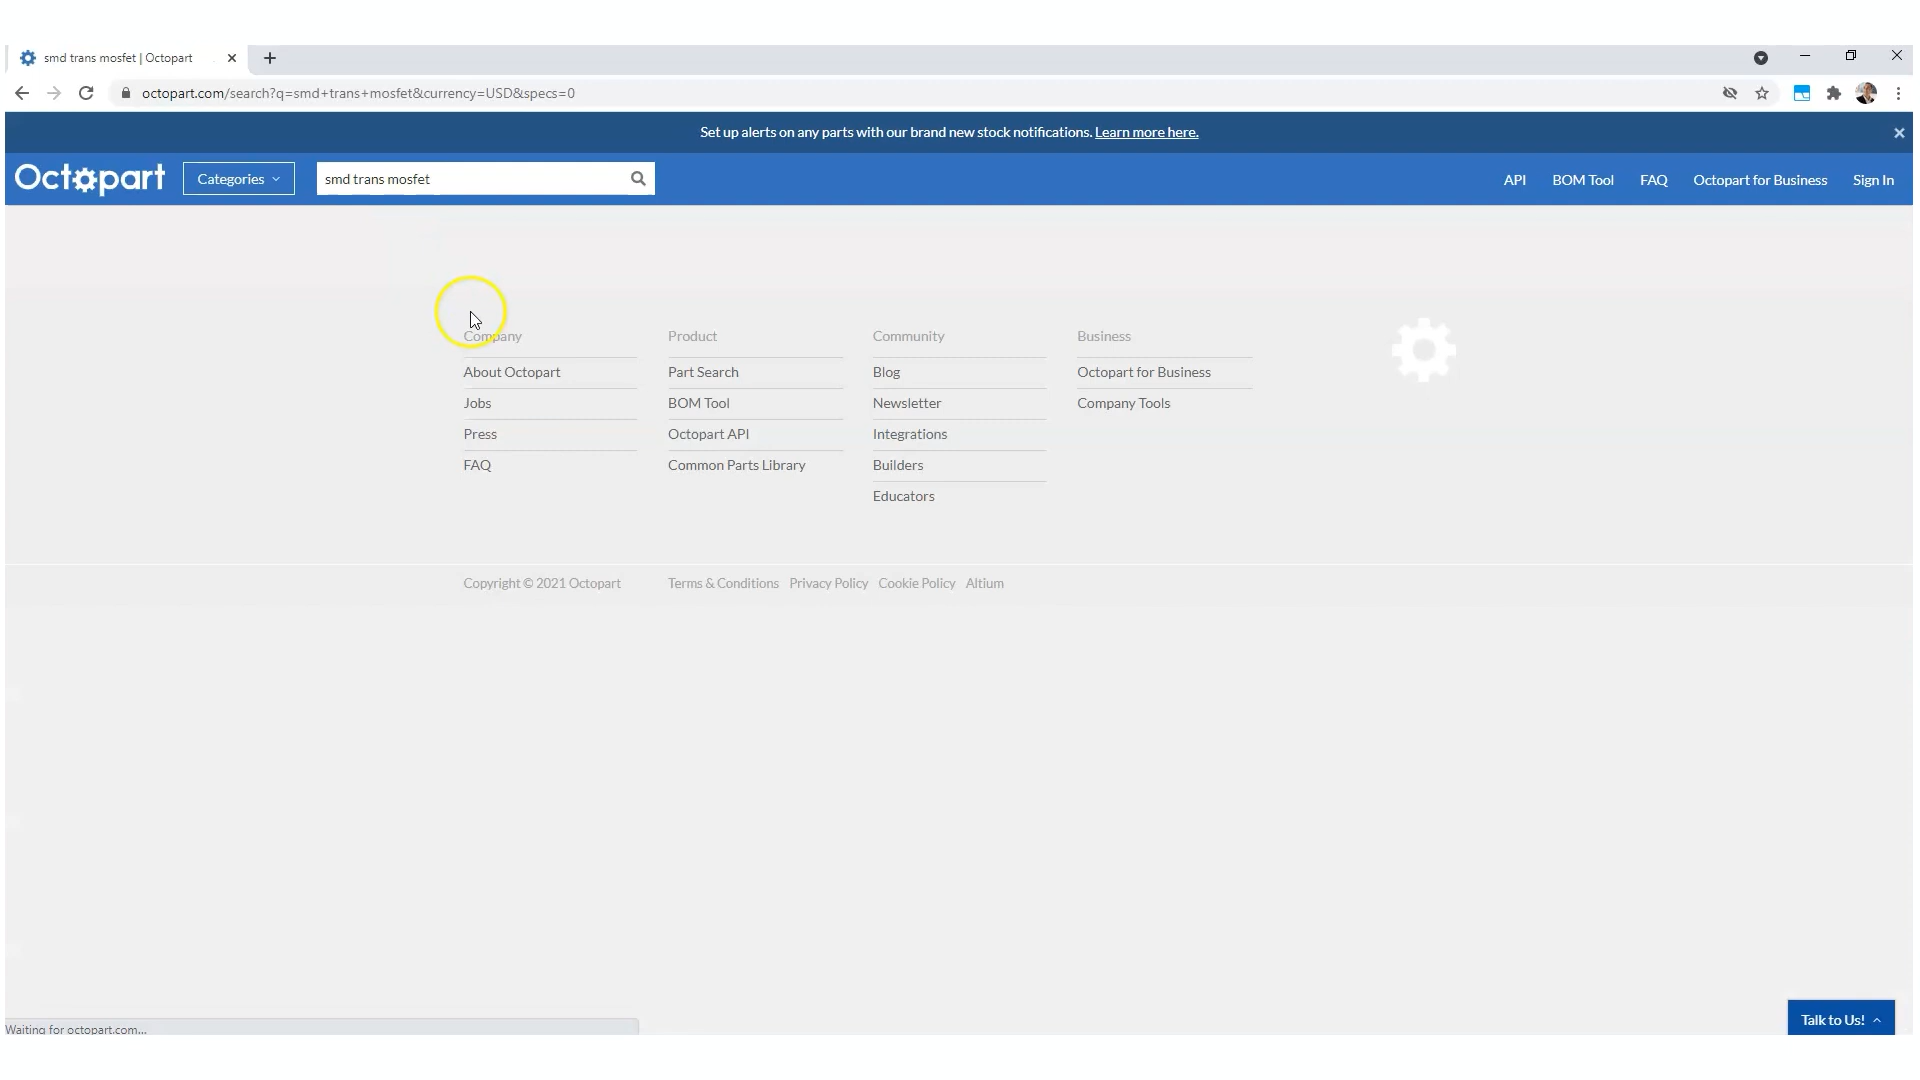 smd trans mosfet | Octopart
octopart.com/search?q=smd+trans+mosfet&currency=USD&specs=0
Set up alerts on any parts with our brand new stock notifications. Learn more here.
Octopart
Categories
smd trans mosfet
API
BOM Tool
FAQ
Octopart for Business
Sign In
Company
About Octopart
Jobs
Press
FAQ
Product
Part Search
BOM Tool
Octopart API
Common Parts Library
Community
Blog
Newsletter
Integrations
Builders
Educators
Business
Octopart for Business
Company Tools
Copyright © 2021 Octopart
Terms & Conditions
Privacy Policy
Cookie Policy
Altium
Waiting for octopart.com...
Talk to Us!